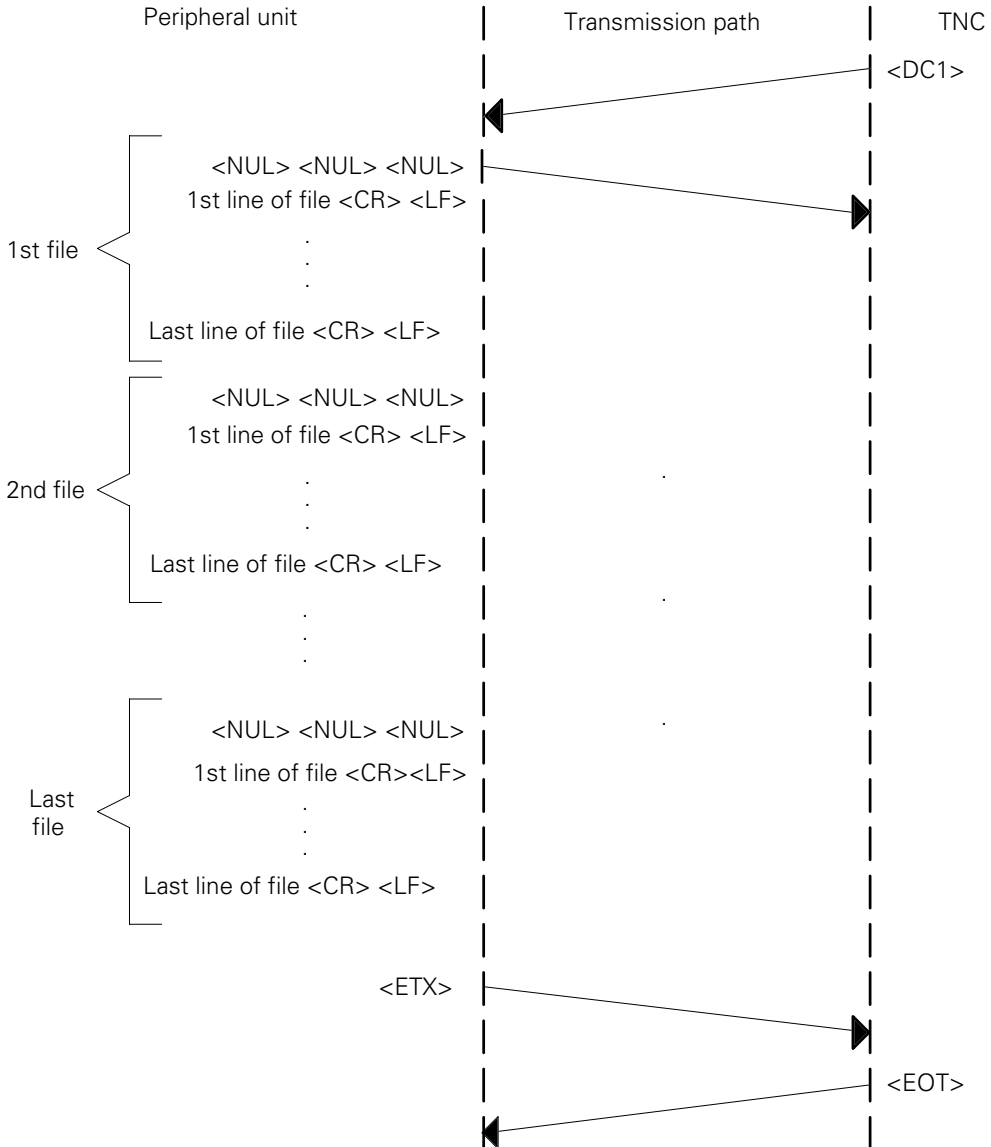 Peripheral unit
Transmission path
TNC
<DC1>
<NUL> <NUL> <NUL>
1st line of file <CR> <LF>
.
.
.
1st file
Last line of file <CR> <LF>
<NUL> <NUL> <NUL>
1st line of file <CR> <LF>
.
.
.
2nd file
Last line of file <CR> <LF>
.
.
.
.
.
.
<NUL> <NUL> <NUL>
1st line of file <CR><LF>
.
.
.
Last
file
Last line of file <CR> <LF>
<ETX>
<EOT>